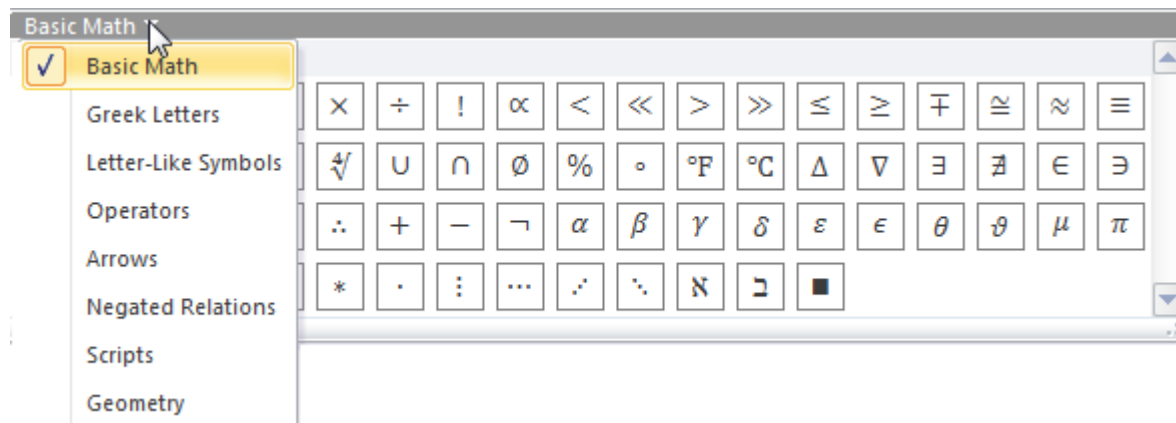 Basic Math
Basic Math
Greek Letters
Letter-Like Symbols
Operators
Arrows
Negated Relations
Scripts
Geometry
× ÷ ! ∝ < ≪ > ≫ ≤ ≥ ∓ ≅ ≈ ≡
∜ ∪ ∩ ∅ % ° °F °C ∆ ∇ ∃ ∄ ∈ ∋
∴ + − ¬ α β γ δ ε ϵ θ ϑ μ π
∗ ∙ ⋮ ⋯ ⋰ ⋱ ℵ ℶ ∎